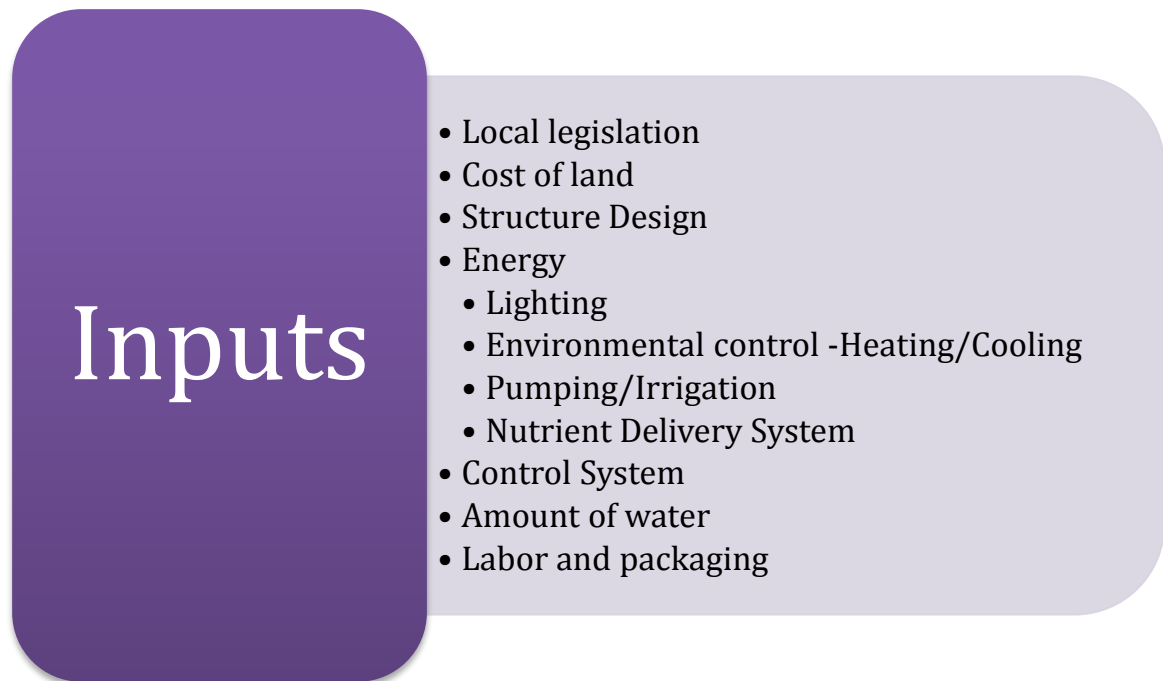 Inputs
• Local legislation
• Cost of land
• Structure Design
• Energy
• Lighting
• Environmental control -Heating/Cooling
• Pumping/Irrigation
• Nutrient Delivery System
• Control System
• Amount of water
• Labor and packaging